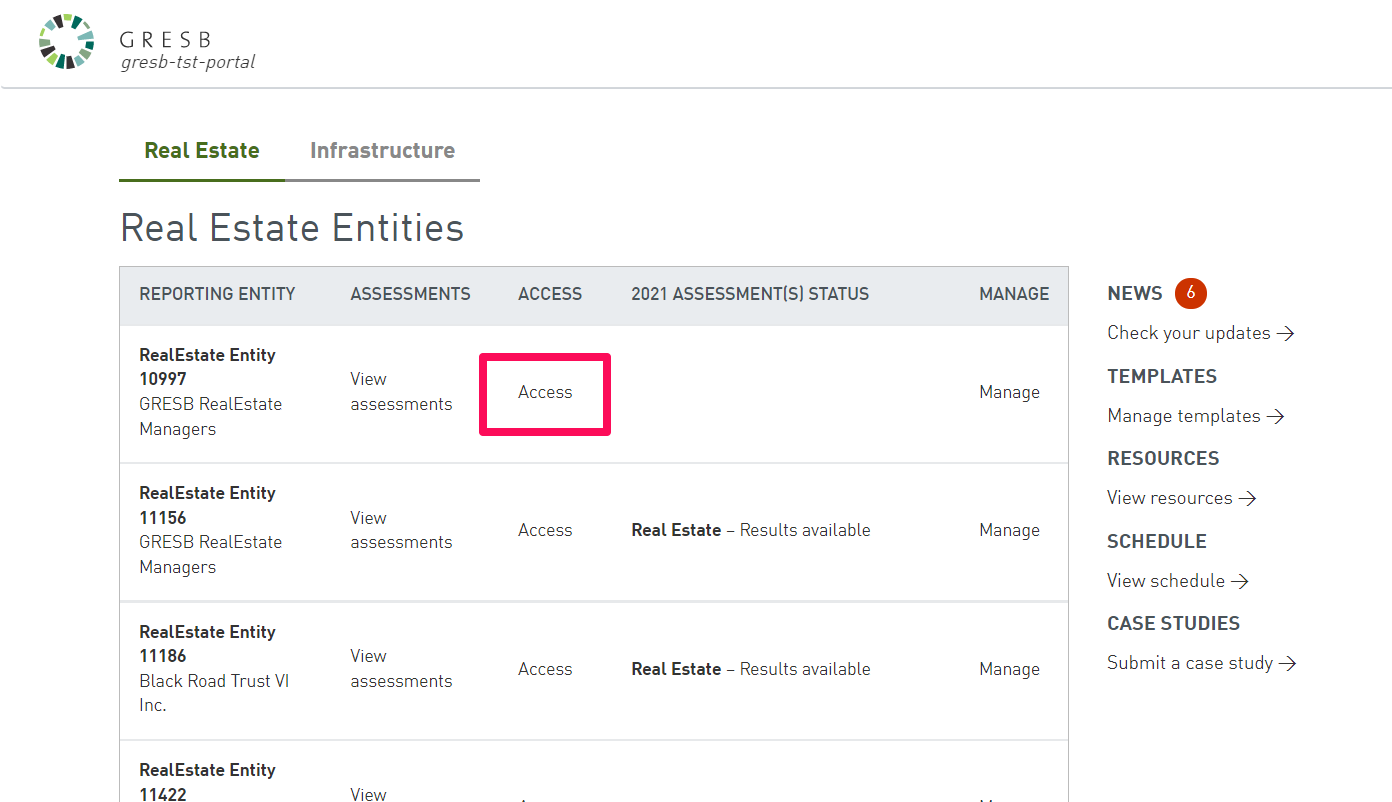 GRESB
gresb-tst-portal
Real Estate Infrastructure
Real Estate Entities
REPORTING ENTITY ASSESSMENTS ACCESS 2021 ASSESSMENT(S) STATUS MANAGE
RealEstate Entity
10997
GRESB RealEstate
Managers
View
assessments
Access
Manage
RealEstate Entity
11156
GRESB RealEstate
Managers
View
assessments
Access
Real Estate – Results available
Manage
RealEstate Entity
11186
Black Road Trust VI
Inc.
View
assessments
Access
Real Estate – Results available
Manage
RealEstate Entity
11422
View
NEWS 6
Check your updates →
TEMPLATES
Manage templates →
RESOURCES
View resources →
SCHEDULE
View schedule →
CASE STUDIES
Submit a case study →